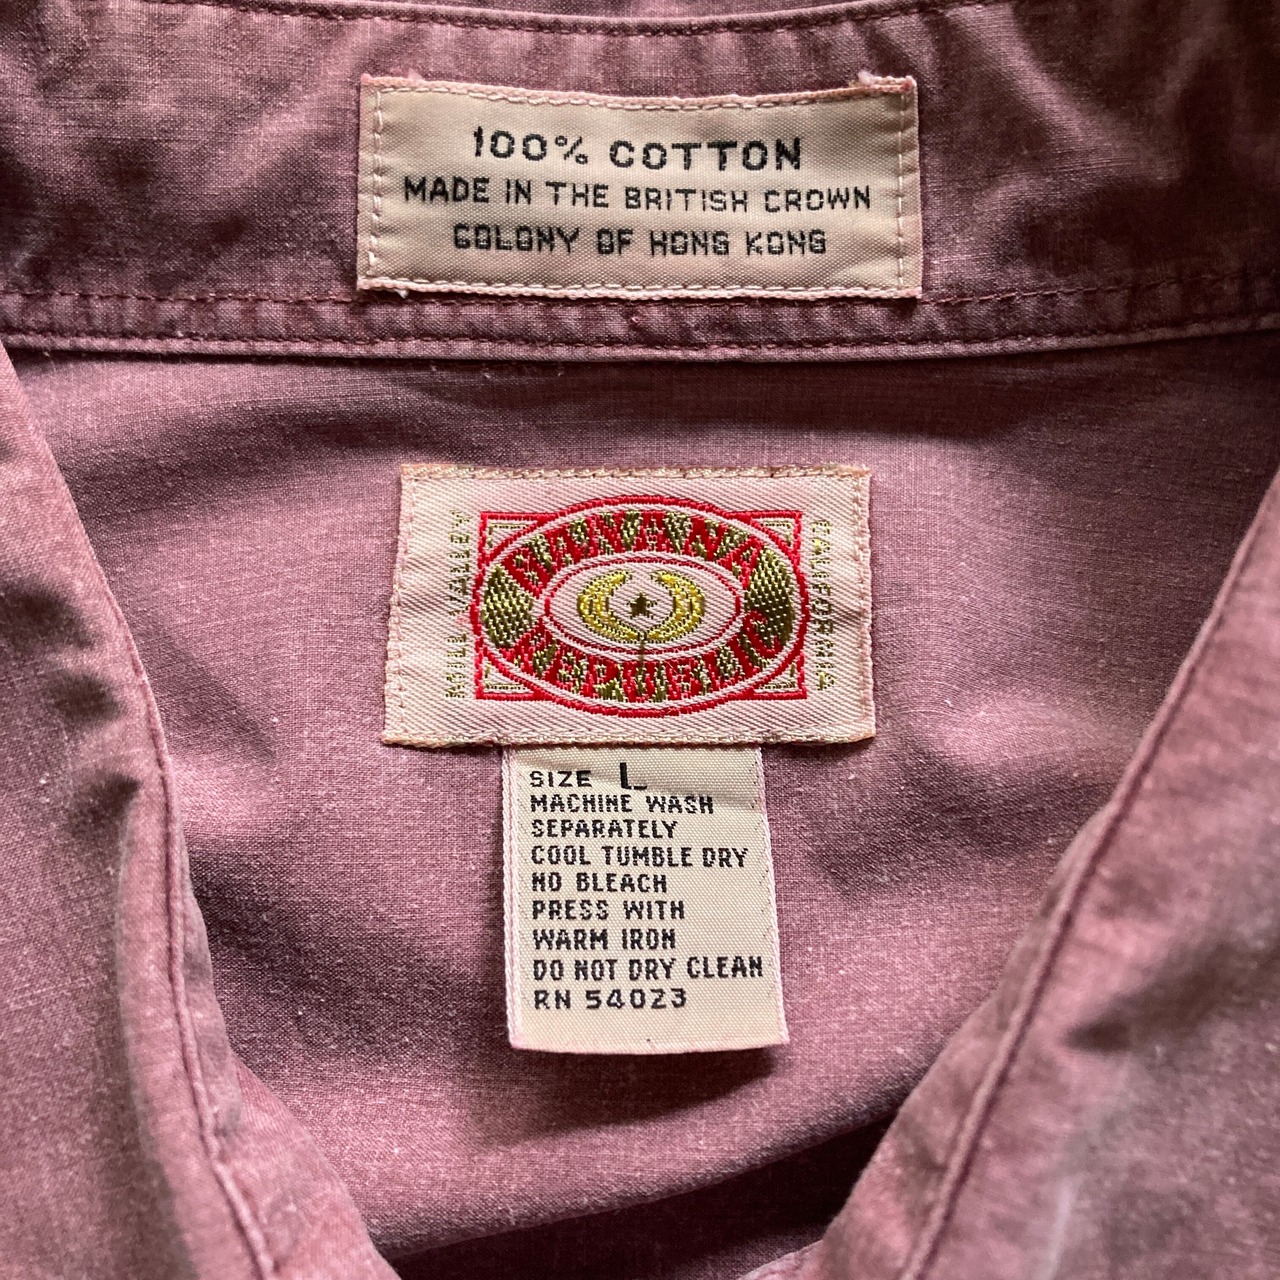 100% COTTON
MADE IN THE BRITISH CROWN
COLONY OF HONG KONG
MILL VALLEY
BANANA
REPUBLIC
CALIFORNIA
SIZE L
MACHINE WASH
SEPARATELY
COOL TUMBLE DRY
NO BLEACH
PRESS WITH
WARM IRON
DO NOT DRY CLEAN
RN 54023